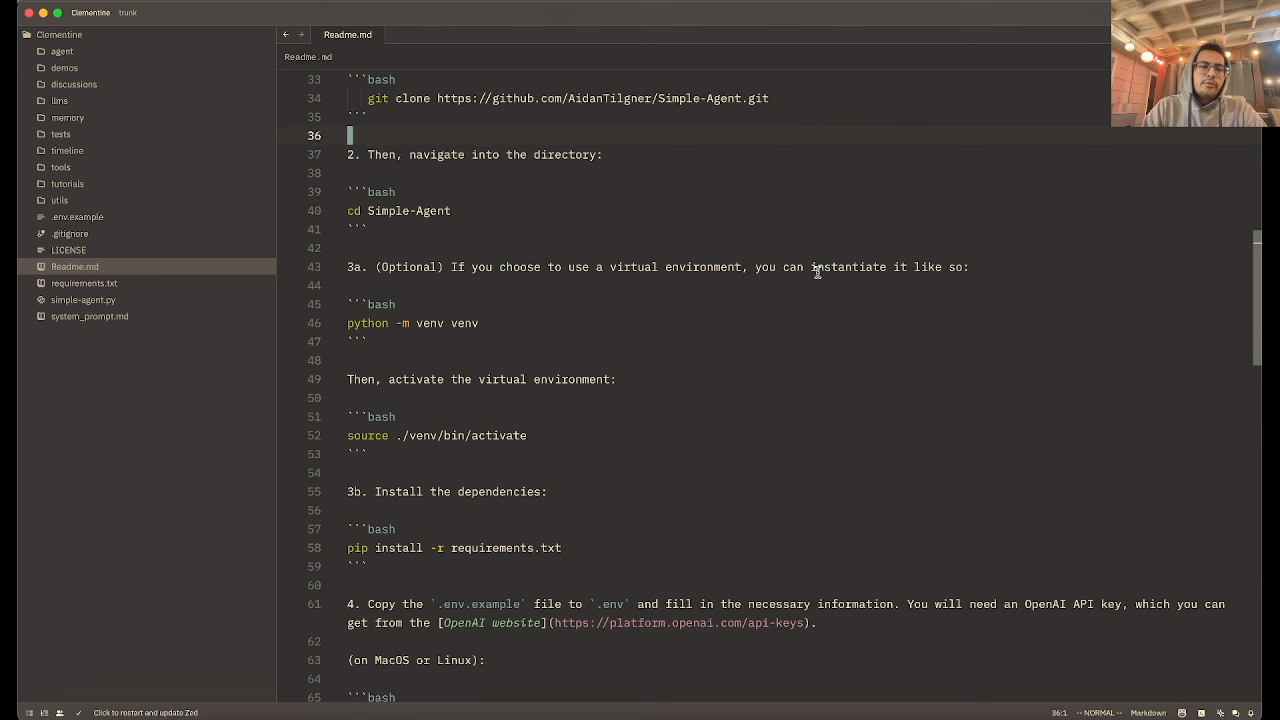 Clementine trunk
Clementine
agent
demos
discussions
llms
memory
tests
timeline
tools
tutorials
utils
.env.example
.gitignore
LICENSE
Readme.md
requirements.txt
simple-agent.py
system_prompt.md
Readme.md
Readme.md
33 ```bash
34 git clone https://github.com/AidanTilgner/Simple-Agent.git
35 ```
36
37 2. Then, navigate into the directory:
38
39 ```bash
40 cd Simple-Agent
41 ```
42
43 3a. (Optional) If you choose to use a virtual environment, you can instantiate it like so:
44
45 ```bash
46 python -m venv venv
47 ```
48
49 Then, activate the virtual environment:
50
51 ```bash
52 source ./venv/bin/activate
53 ```
54
55 3b. Install the dependencies:
56
57 ```bash
58 pip install -r requirements.txt
59 ```
60
61 4. Copy the `.env.example` file to `.env` and fill in the necessary information. You will need an OpenAI API key, which you can
get from the [OpenAI website](https://platform.openai.com/api-keys).
62
63 (on MacOS or Linux):
64
65 ```bash
Click to restart and update Zed
36:1 -- NORMAL -- Markdown